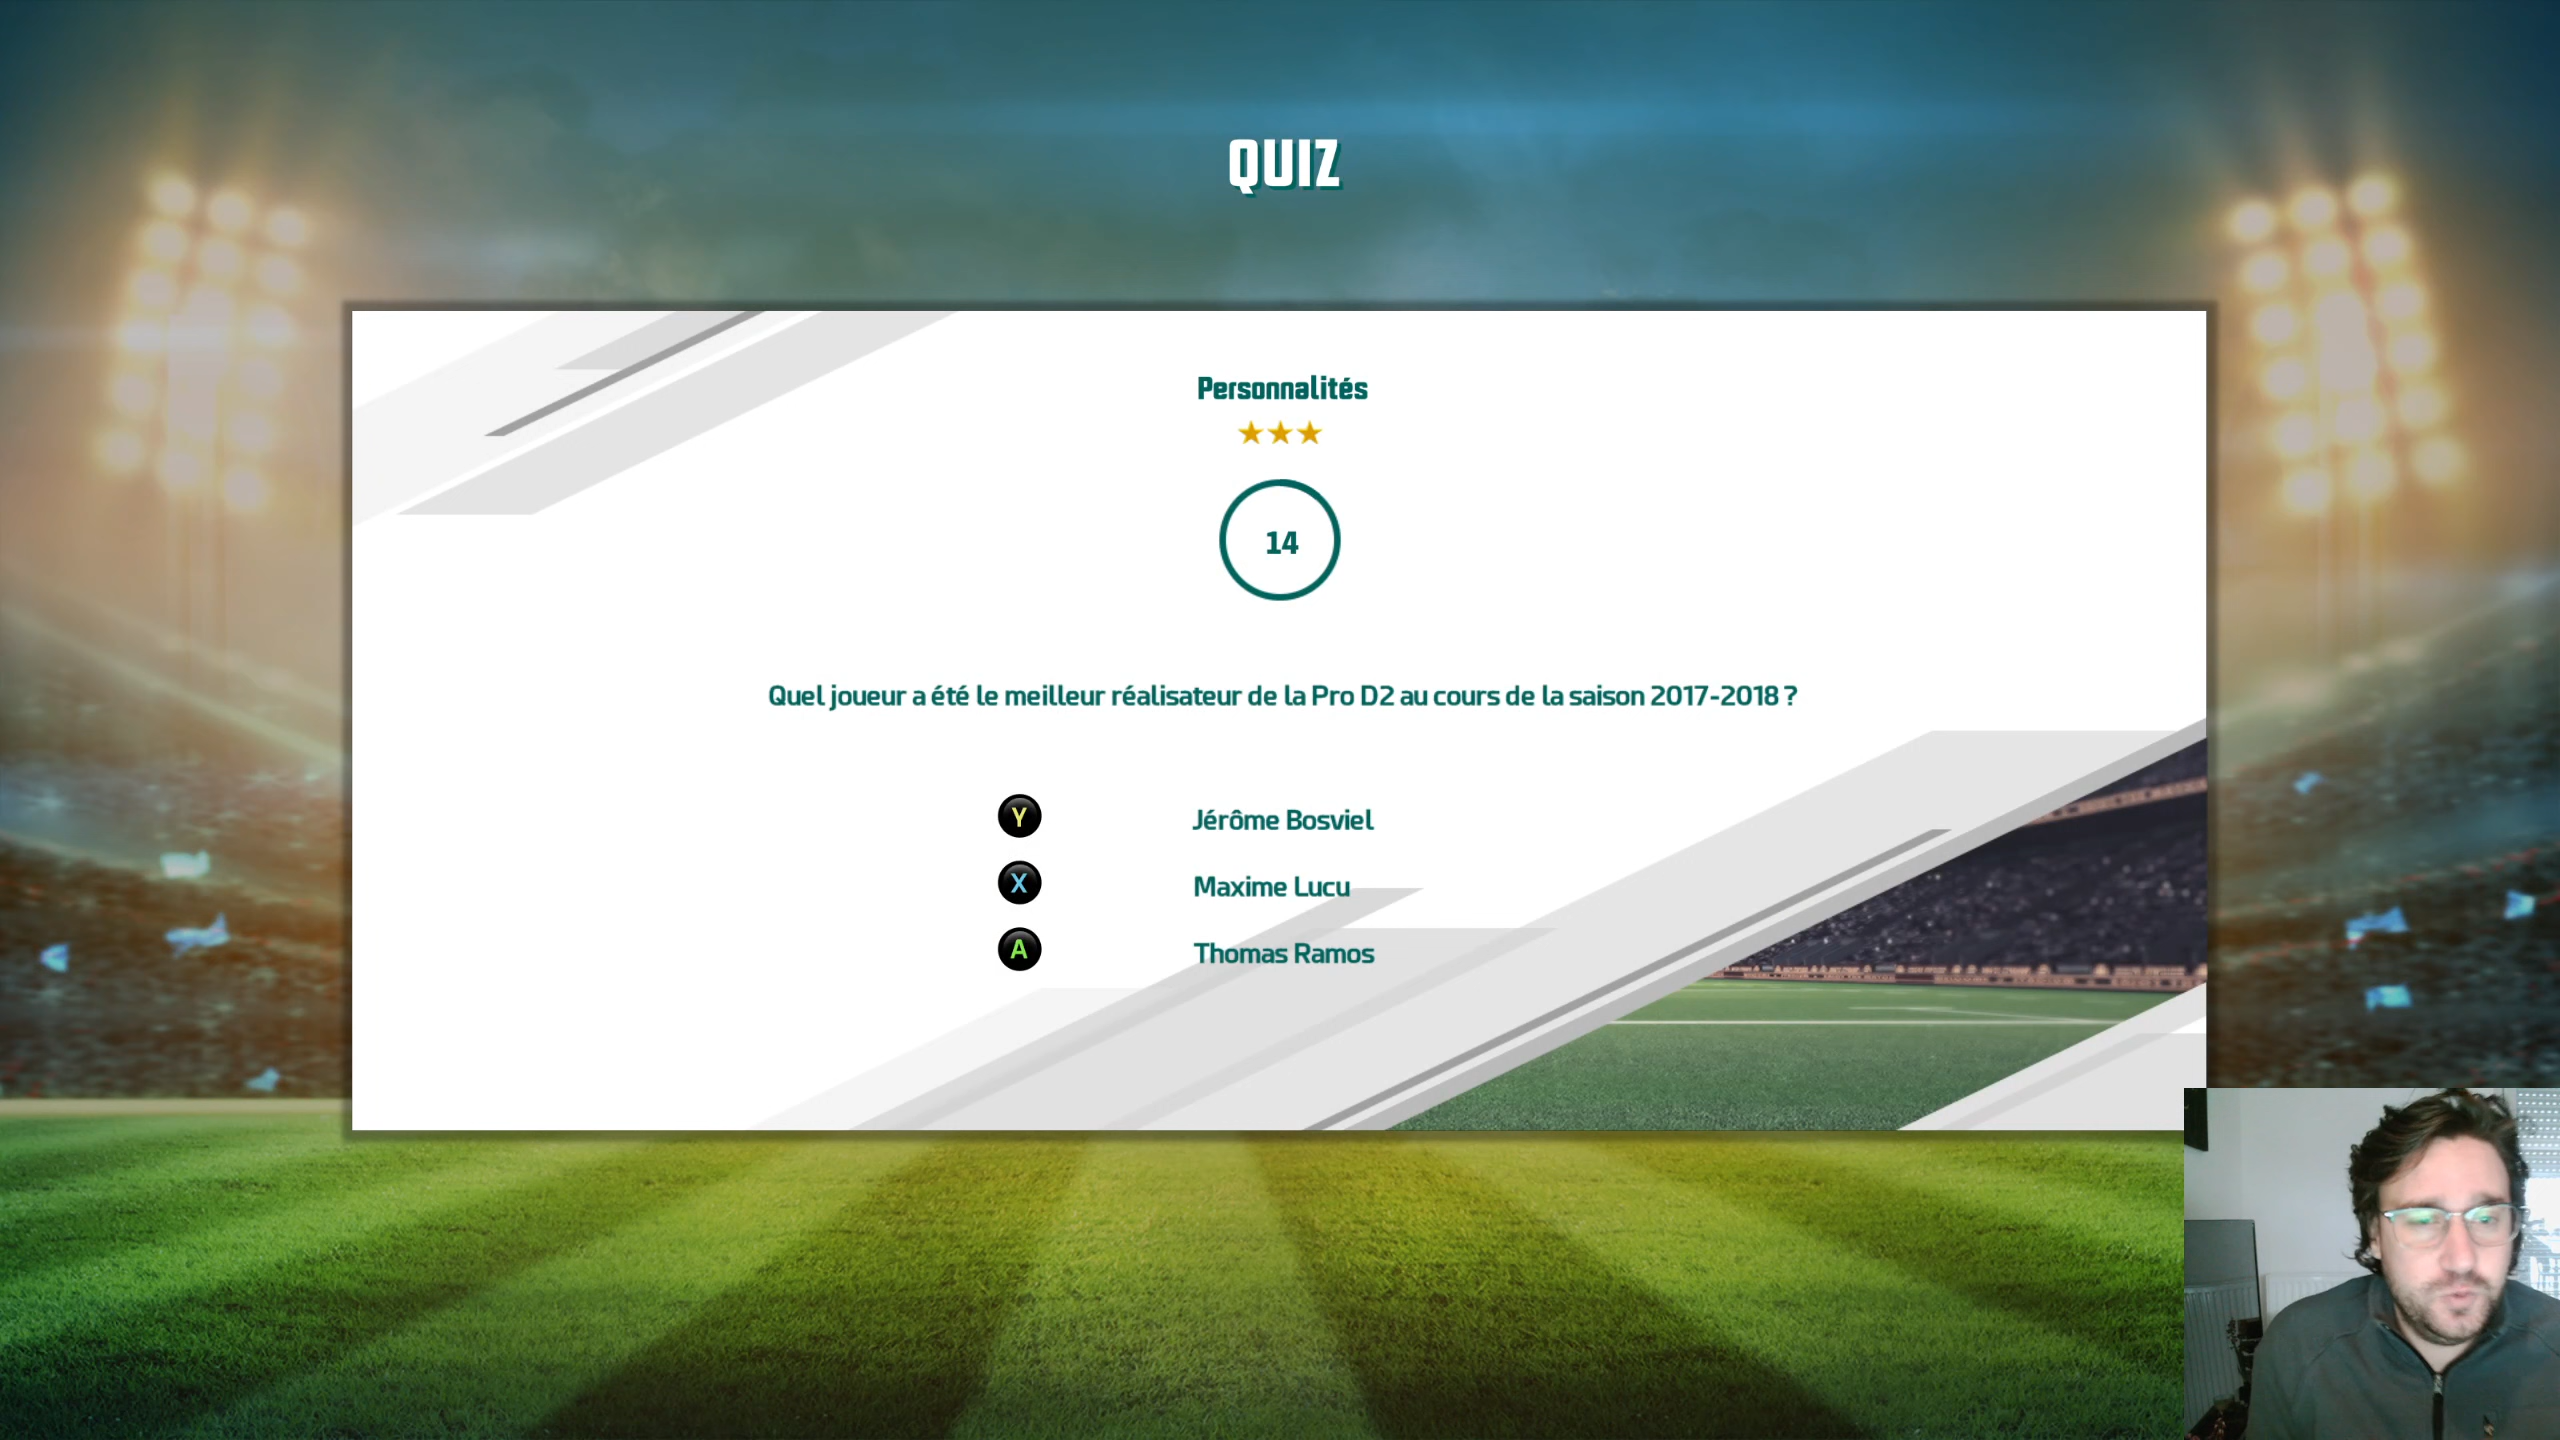 QUIZ
Personnalités
14
Quel joueur a été le meilleur réalisateur de la Pro D2 au cours de la saison 2017-2018 ?
Y Jérôme Bosviel
X Maxime Lucu
A Thomas Ramos